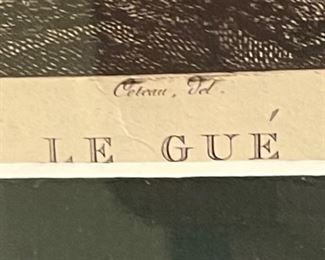 Coteau, Del.
LE GUÉ